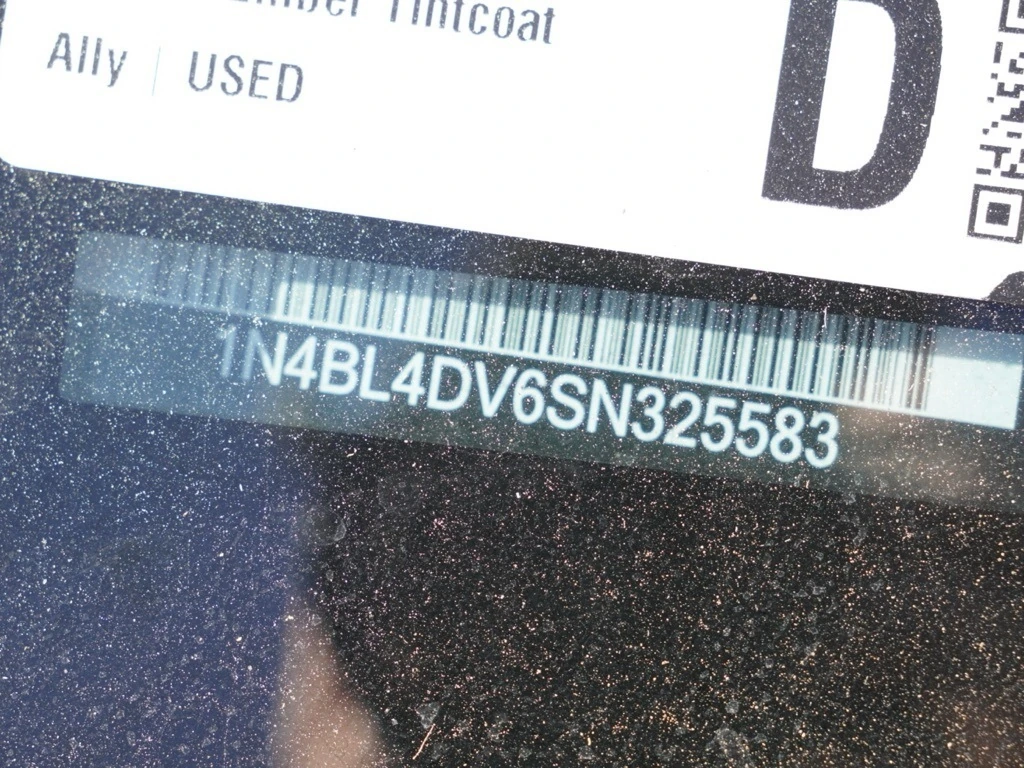 Tintcoat
Ally | USED
D
1N4BL4DV6SN325583